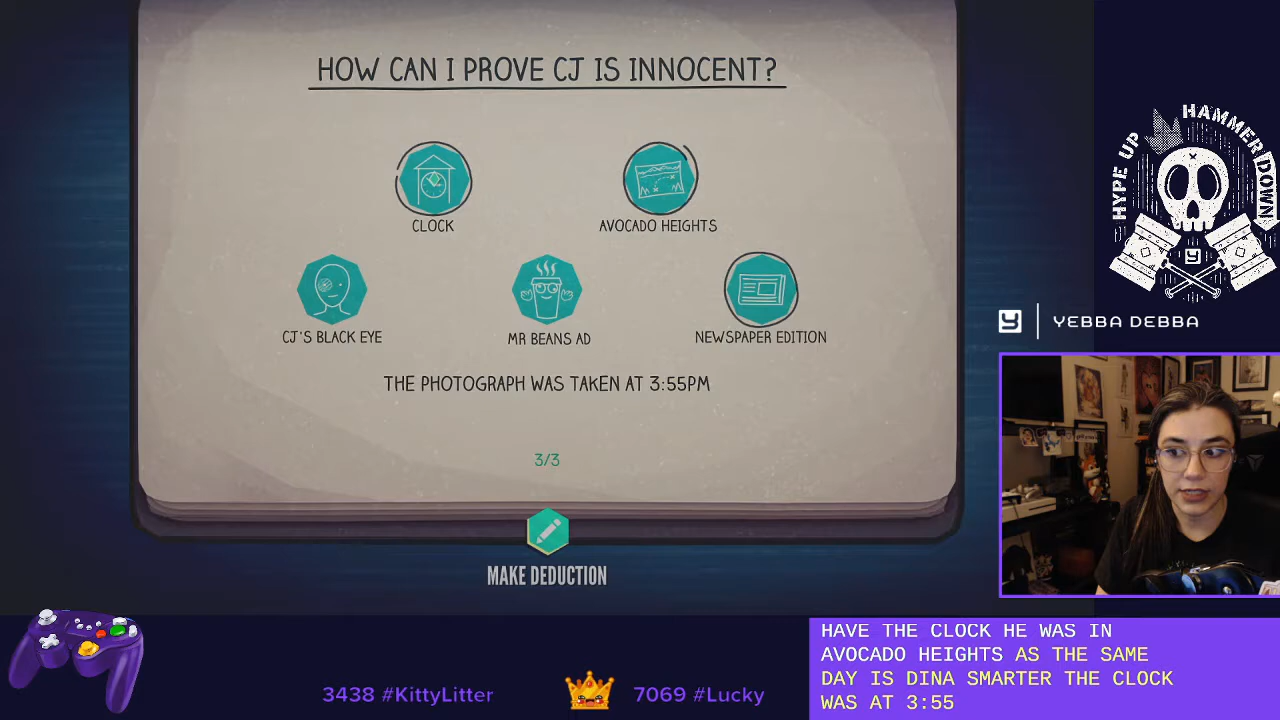 HOW CAN I PROVE CJ IS INNOCENT?
CLOCK
AVOCADO HEIGHTS
CJ'S BLACK EYE
MR BEANS AD
NEWSPAPER EDITION
THE PHOTOGRAPH WAS TAKEN AT 3:55PM
3/3
MAKE DEDUCTION
HYPE UP
HAMMER DOWN
YEBBA DEBBA
3438 #KittyLitter
7069 #Lucky
HAVE THE CLOCK HE WAS IN
AVOCADO HEIGHTS AS THE SAME
DAY IS DINA SMARTER THE CLOCK
WAS AT 3:55